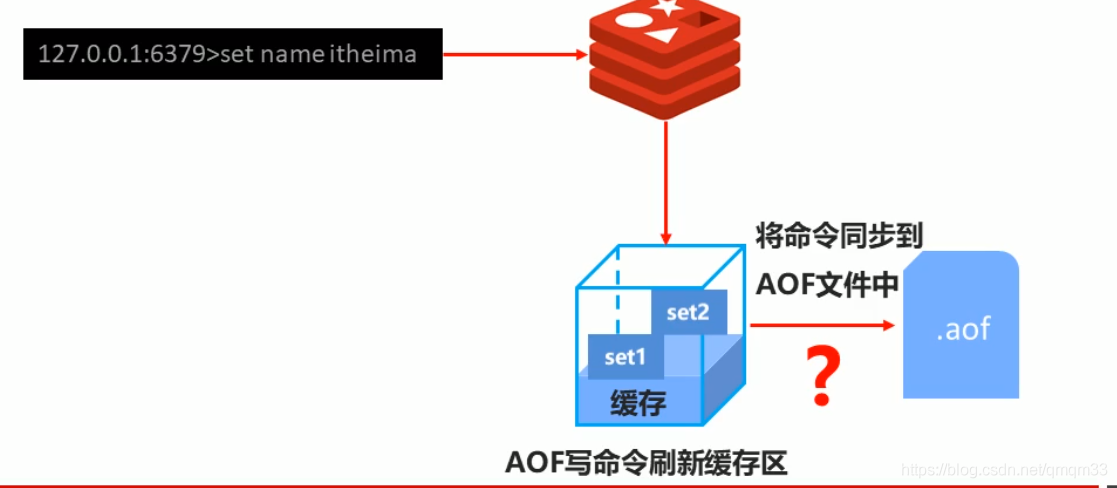 127.0.0.1:6379>set name itheima
将命令同步到
AOF文件中
set2
.aof
set1
?
缓存
AOF写命令刷新缓存区
https://blog.csdn.net/qmqm33